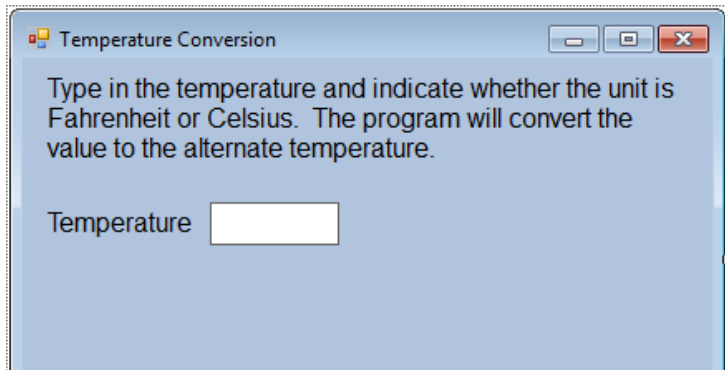 Temperature Conversion
Type in the temperature and indicate whether the unit is
Fahrenheit or Celsius.  The program will convert the
value to the alternate temperature.
Temperature